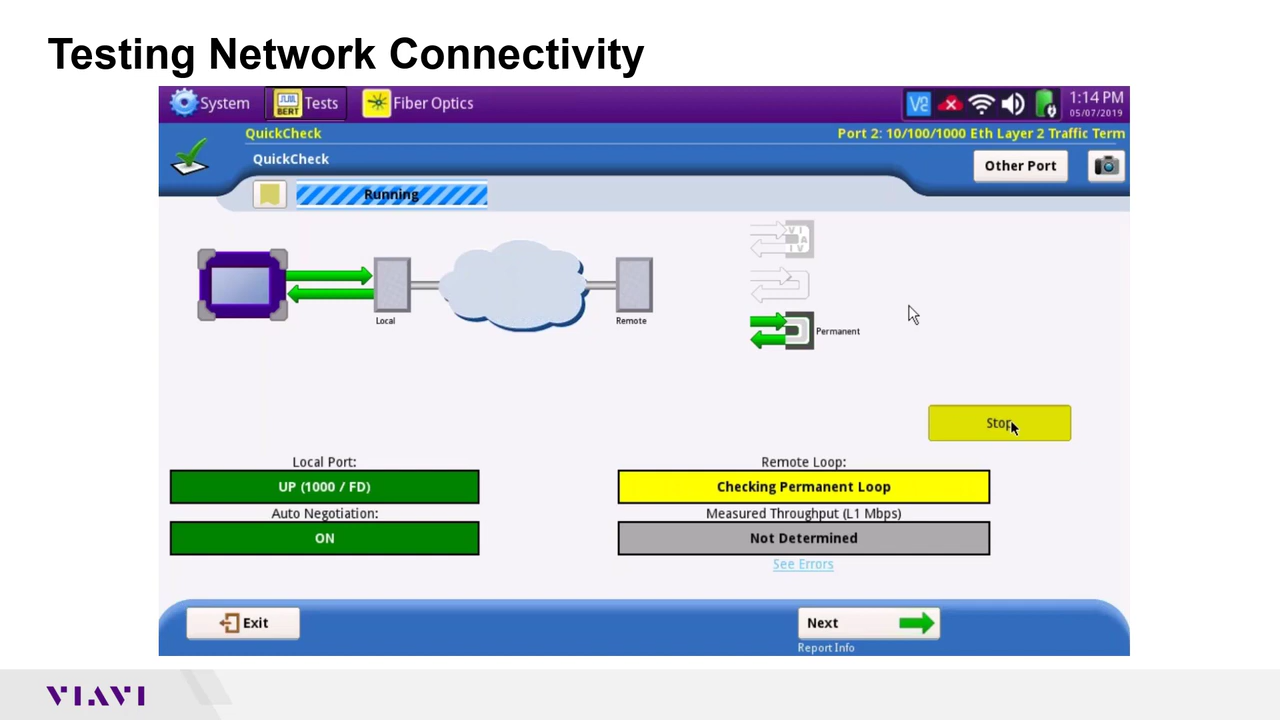 Testing Network Connectivity
System
BERT
Tests
Fiber Optics
1:14 PM
05/07/2019
QuickCheck
Port 2: 10/100/1000 Eth Layer 2 Traffic Term
QuickCheck
Other Port
Running
VI
A
IV
Local
Remote
Permanent
Stop
Local Port:
Remote Loop:
UP (1000 / FD)
Checking Permanent Loop
Auto Negotiation:
Measured Throughput (L1 Mbps)
ON
Not Determined
See Errors
Exit
Next
Report Info
VIAVI